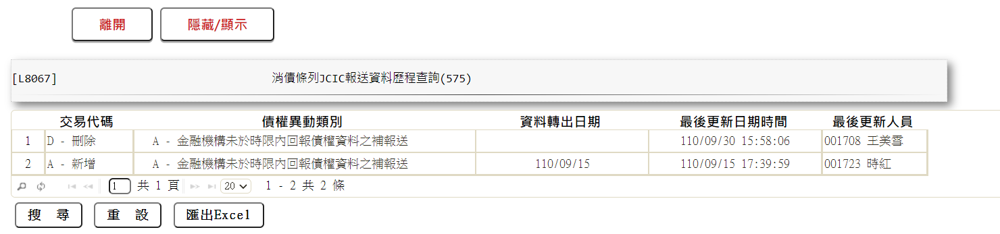 離開 隱藏/顯示
[L8067] 消債條列JCIC報送資料歷程查詢(575)
交易代碼 債權異動類別 資料轉出日期 最後更新日期時間 最後更新人員
1 D - 刪除 A - 金融機構未於時限內回報債權資料之補報送 110/09/30 15:58:06 001708 王美雪
2 A - 新增 A - 金融機構未於時限內回報債權資料之補報送 110/09/15 110/09/15 17:39:59 001723 時紅
1 共 1 頁 20 1 - 2 共 2 條
搜 尋 重 設 匯出Excel